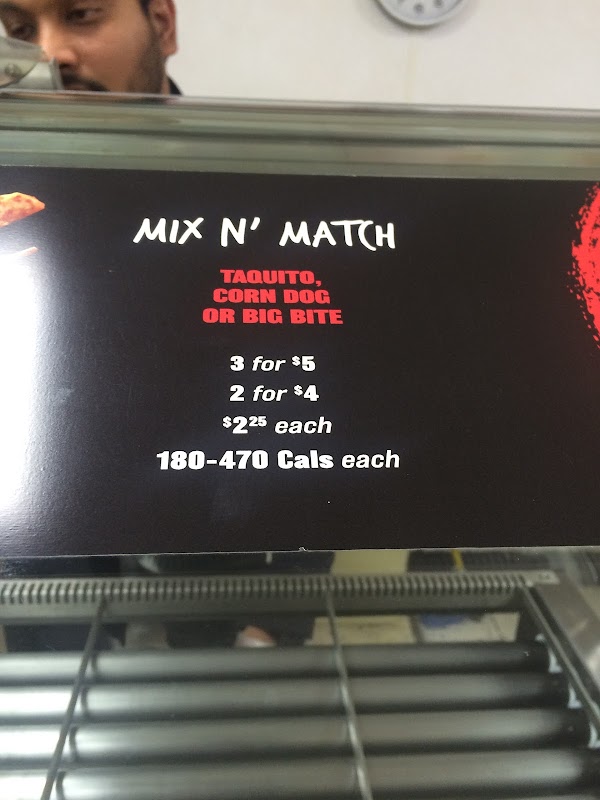 MIX N' MATCH
TAQUITO,
CORN DOG
OR BIG BITE
3 for $5
2 for $4
$2²⁵ each
180-470 Cals each